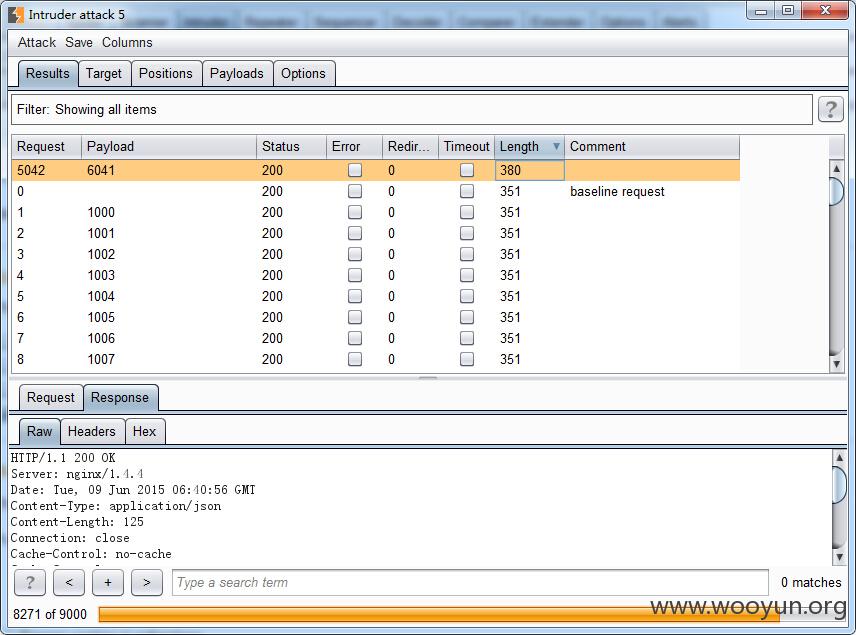 Intruder attack 5
Attack Save Columns
Results Target Positions Payloads Options
Filter: Showing all items
?
Request Payload Status Error Redir... Timeout Length Comment
5042 6041 200 0 380
0 200 0 351 baseline request
1 1000 200 0 351
2 1001 200 0 351
3 1002 200 0 351
4 1003 200 0 351
5 1004 200 0 351
6 1005 200 0 351
7 1006 200 0 351
8 1007 200 0 351
Request Response
Raw Headers Hex
HTTP/1.1 200 OK
Server: nginx/1.4.4
Date: Tue, 09 Jun 2015 06:40:56 GMT
Content-Type: application/json
Content-Length: 125
Connection: close
Cache-Control: no-cache
? < + > Type a search term 0 matches
8271 of 9000
www.wooyun.org